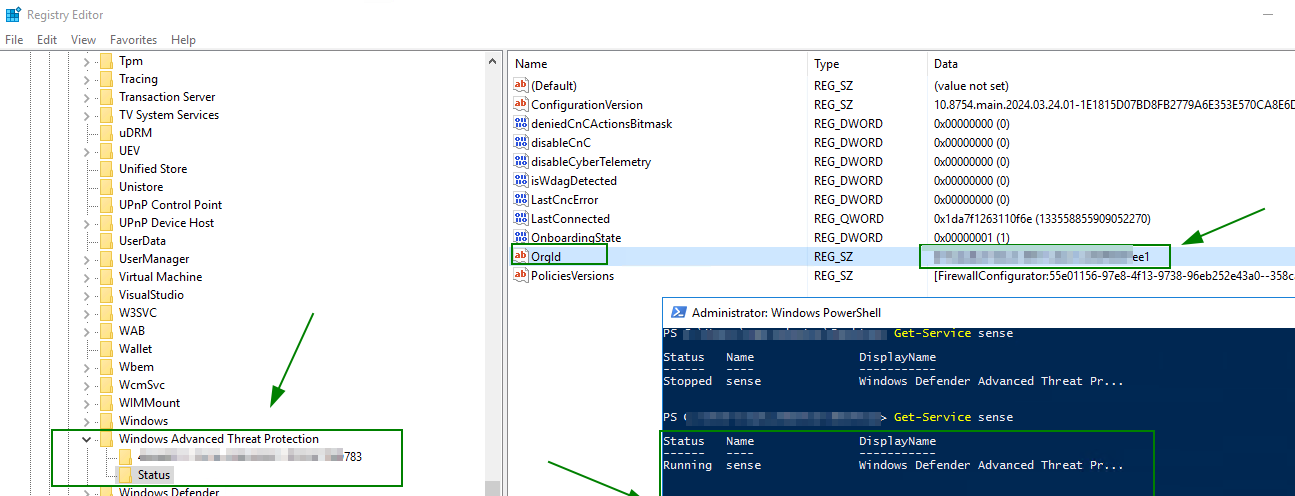 Registry Editor
File Edit View Favorites Help
Tpm
Tracing
Transaction Server
TV System Services
uDRM
UEV
Unified Store
Unistore
UPnP Control Point
UPnP Device Host
UserData
UserManager
Virtual Machine
VisualStudio
W3SVC
WAB
Wallet
Wbem
WcmSvc
WIMMount
Windows
Windows Advanced Threat Protection
783
Status
Windows Defender
Name Type Data
(Default) REG_SZ (value not set)
ConfigurationVersion REG_SZ 10.8754.main.2024.03.24.01-1E1815D07BD8FB2779A6E353E570CA8E6D
deniedCnCActionsBitmask REG_DWORD 0x00000000 (0)
disableCnC REG_DWORD 0x00000000 (0)
disableCyberTelemetry REG_DWORD 0x00000000 (0)
isWdagDetected REG_DWORD 0x00000000 (0)
LastCncError REG_DWORD 0x00000000 (0)
LastConnected REG_QWORD 0x1da7f1263110f6e (133558855909052270)
OnboardingState REG_DWORD 0x00000001 (1)
OrgId REG_SZ ee1
PoliciesVersions REG_SZ [FirewallConfigurator:55e01156-97e8-4f13-9738-96eb252e43a0--358c
Administrator: Windows PowerShell
PS Get-Service sense
Status Name DisplayName
------ ---- -----------
Stopped sense Windows Defender Advanced Threat Pr...
PS > Get-Service sense
Status Name DisplayName
------ ---- -----------
Running sense Windows Defender Advanced Threat Pr...